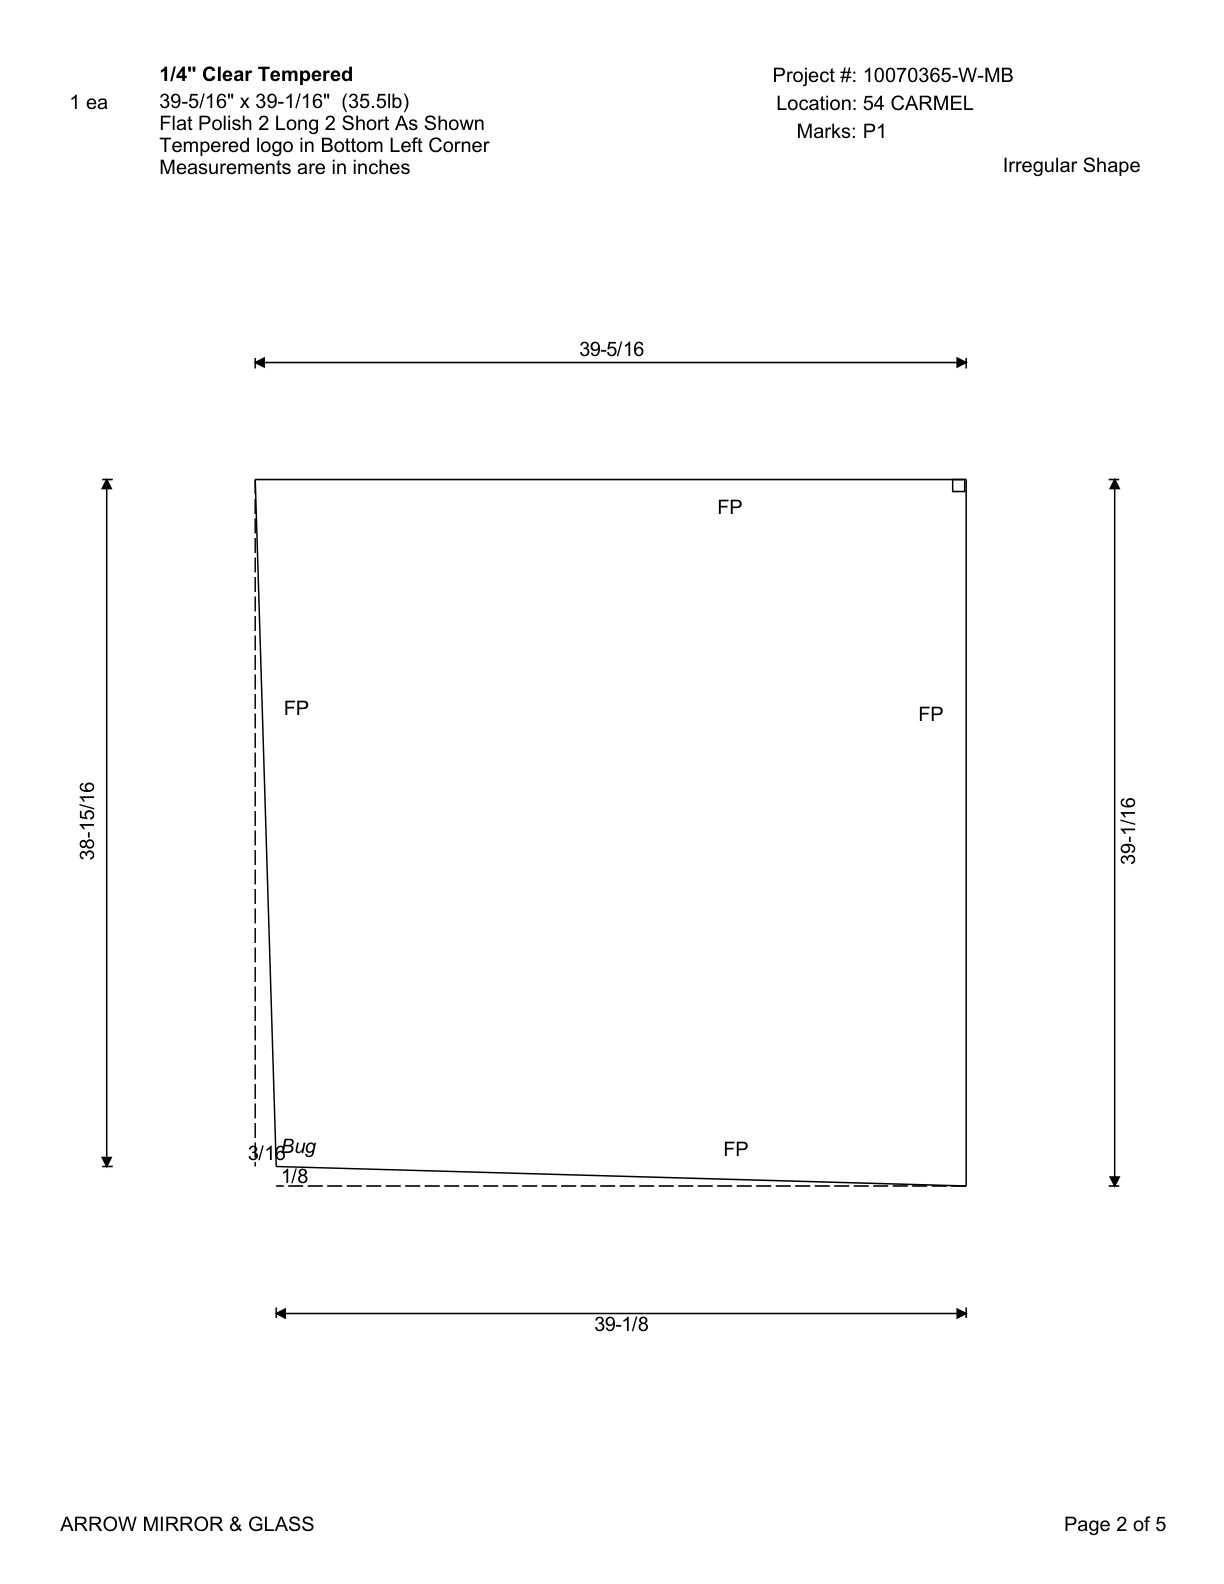 1/4" Clear Tempered
1 ea
39-5/16" x 39-1/16" (35.5lb)
Flat Polish 2 Long 2 Short As Shown
Tempered logo in Bottom Left Corner
Measurements are in inches
Project #: 10070365-W-MB
Location: 54 CARMEL
Marks: P1
Irregular Shape
39-5/16
FP
FP
FP
38-15/16
39-1/16
3/16
Bug
FP
1/8
39-1/8
ARROW MIRROR & GLASS
Page 2 of 5